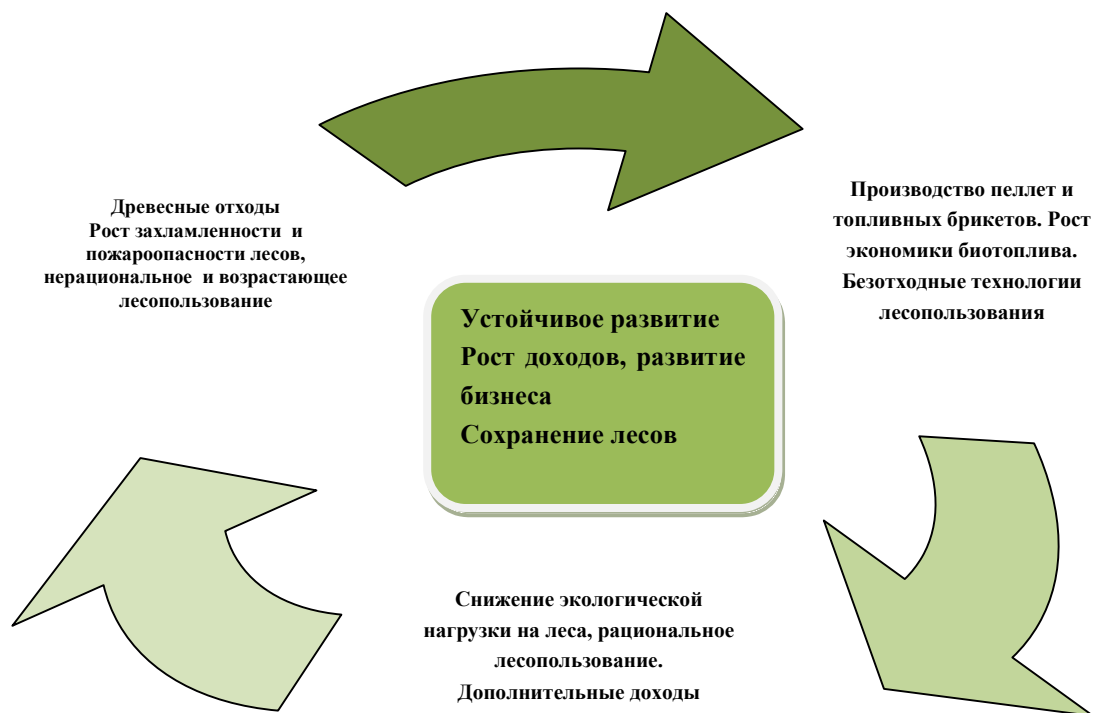 Древесные отходы
Рост захламленности и
пожароопасности лесов,
нерациональное и возрастающее
лесопользование
Производство пеллет и
топливных брикетов. Рост
экономики биотоплива.
Безотходные технологии
лесопользования
Устойчивое развитие
Рост доходов, развитие
бизнеса
Сохранение лесов
Снижение экологической
нагрузки на леса, рациональное
лесопользование.
Дополнительные доходы